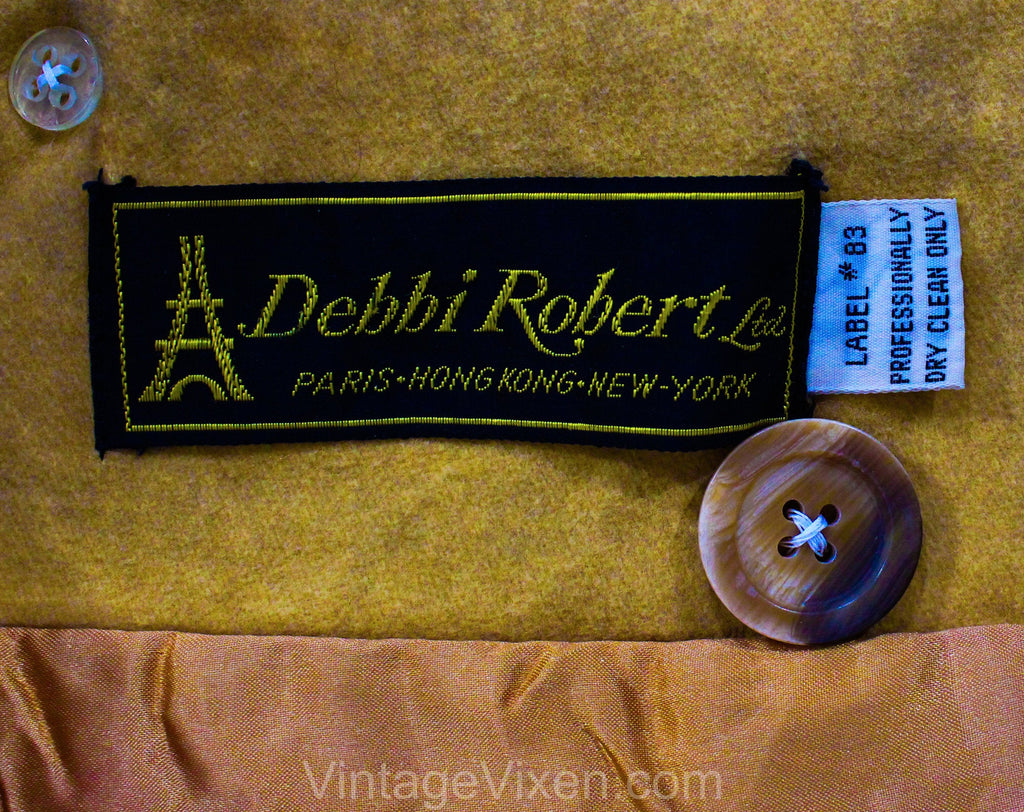 Debbi Robert Ltd.
PARIS•HONG KONG•NEW-YORK
LABEL # 83
PROFESSIONALLY
DRY CLEAN ONLY
VintageVixen.com